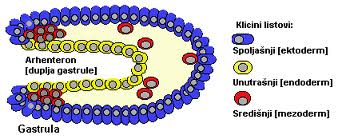 Klicini listovi:
Spoljašnji [ektoderm]
Arhenteron
[duplja gastrule]
Unutrašnji [endoderm]
Središnji [mezoderm]
Gastrula